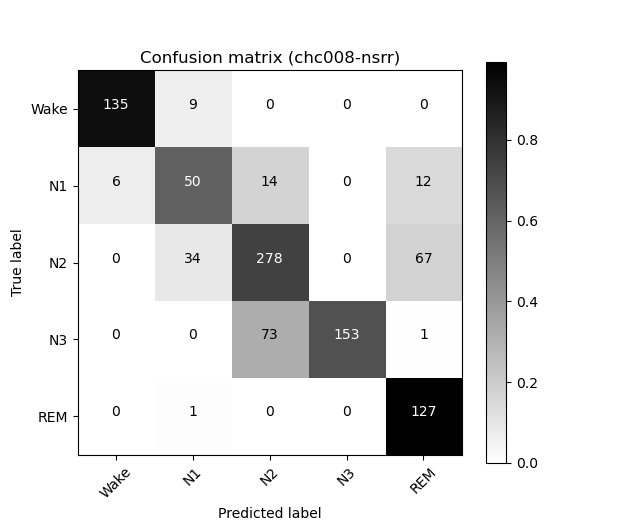 Confusion matrix (chc008-nsrr)
True label
Wake 135 9 0 0 0
N1 6 50 14 0 12
N2 0 34 278 0 67
N3 0 0 73 153 1
REM 0 1 0 0 127
Wake N1 N2 N3 REM
Predicted label
0.8
0.6
0.4
0.2
0.0